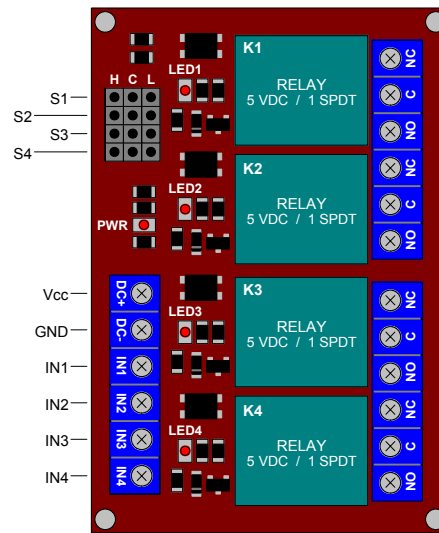 K1
NC
LED1
H C L
RELAY
5 VDC / 1 SPDT
C
S1
S2
NO
S3
S4
K2
NC
LED2
RELAY
5 VDC / 1 SPDT
C
PWR
NO
K3
NC
Vcc
DC+
LED3
RELAY
5 VDC / 1 SPDT
C
GND
DC-
IN1
IN1
NO
K4
NC
IN2
IN2
LED4
RELAY
5 VDC / 1 SPDT
C
IN3
IN3
IN4
IN4
NO